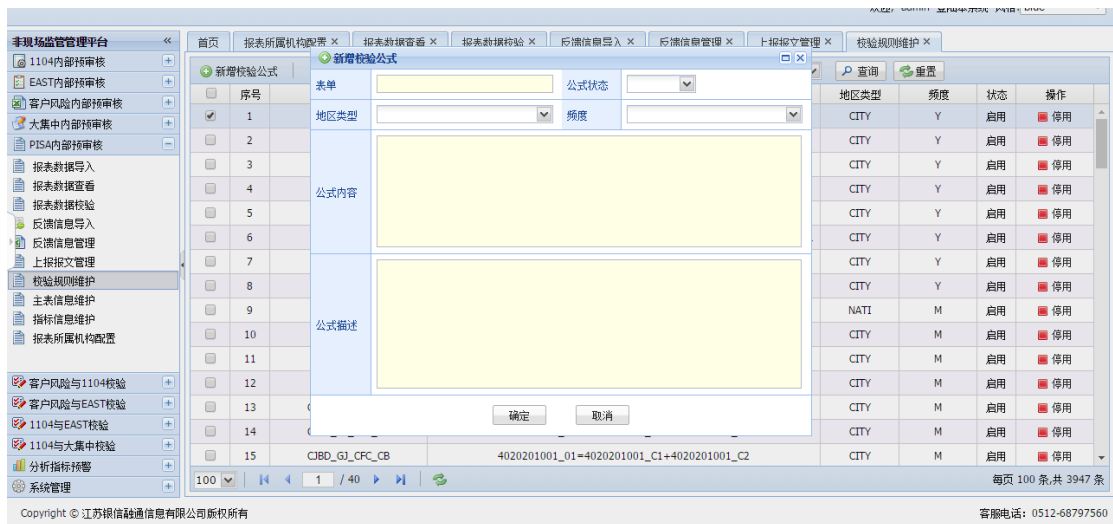 非现场监管管理平台 «
首页 报表所属机构配置 × 报表数据查看 × 报表数据校验 × 反馈信息导入 × 反馈信息管理 × 上报报文管理 × 校验规则维护 ×
1104内部预审核
EAST内部预审核
客户风险内部预审核
大集中内部预审核
PISA内部预审核
报表数据导入
报表数据查看
报表数据校验
反馈信息导入
反馈信息管理
上报报文管理
校验规则维护
主表信息维护
指标信息维护
报表所属机构配置
客户风险与1104校验
客户风险与EAST校验
1104与EAST校验
1104与大集中校验
分析指标预警
系统管理
新增校验公式 查询 重置
序号 地区类型 频度 状态 操作
1 CITY Y 启用 停用
2 CITY Y 启用 停用
3 CITY Y 启用 停用
4 CITY Y 启用 停用
5 CITY Y 启用 停用
6 CITY Y 启用 停用
7 CITY Y 启用 停用
8 CITY Y 启用 停用
9 NATI M 启用 停用
10 CITY M 启用 停用
11 CITY M 启用 停用
12 CITY M 启用 停用
13 CITY M 启用 停用
14 CITY M 启用 停用
15 CJBD_GJ_CFC_CB 4020201001_01=4020201001_C1+4020201001_C2 CITY M 启用 停用
新增校验公式
表单 公式状态
地区类型 频度
公式内容
公式描述
确定 取消
100 1 / 40 每页 100 条,共 3947 条
Copyright © 江苏银信融通信息有限公司版权所有 客服电话：0512-68797560